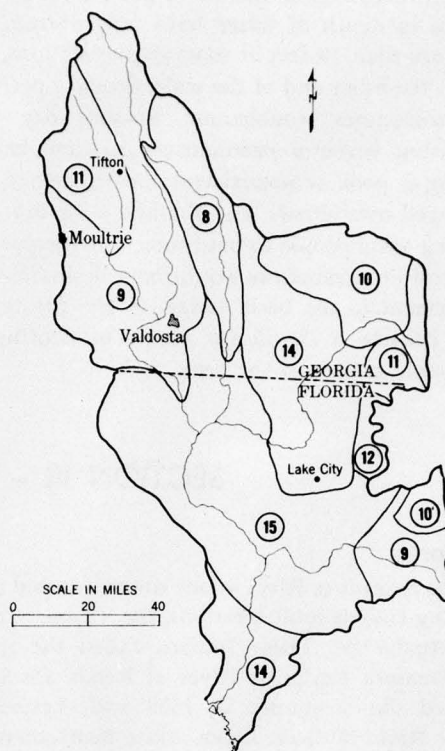 N
Tifton
11
Moultrie
8
9
10
Valdosta
14
GEORGIA
11
FLORIDA
12
Lake City
10'
15
9
SCALE IN MILES
0 20 40
14